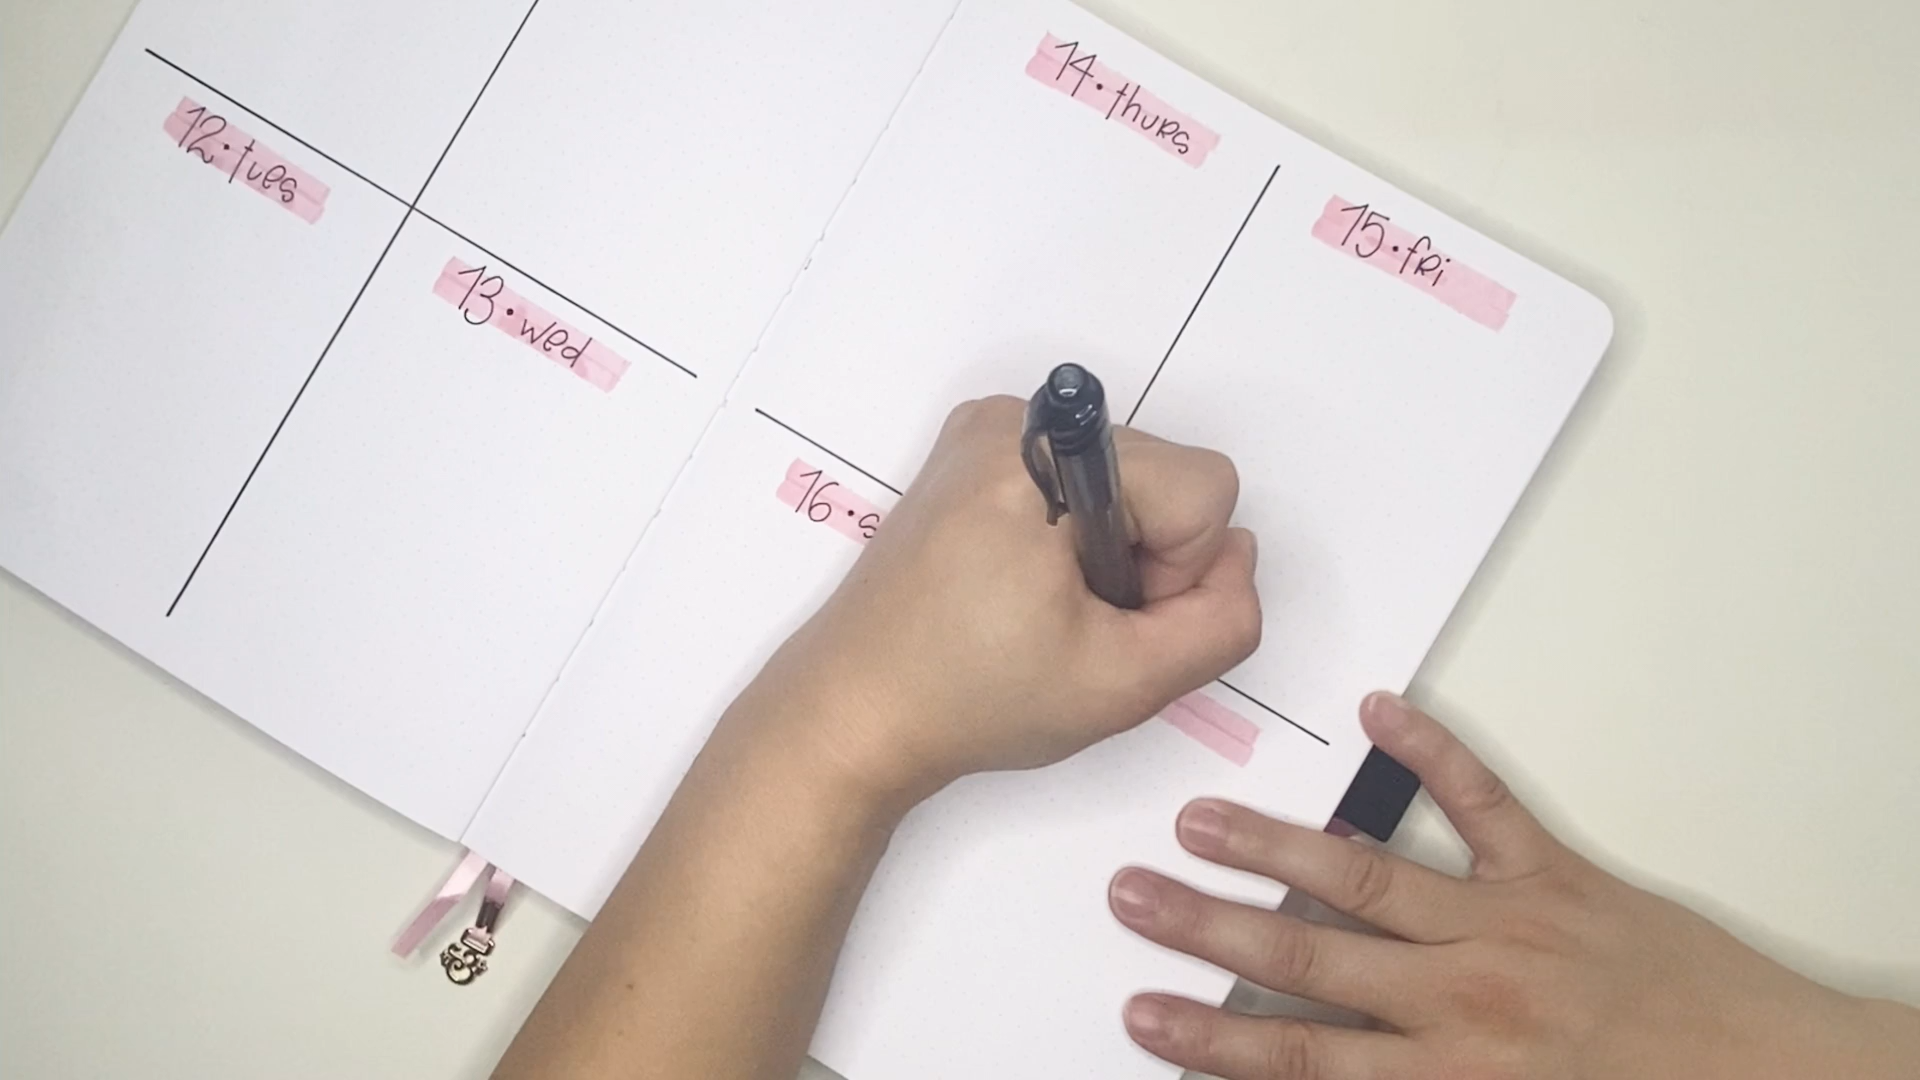 12•tues
13•wed
14•thurs
15•fri
16•s